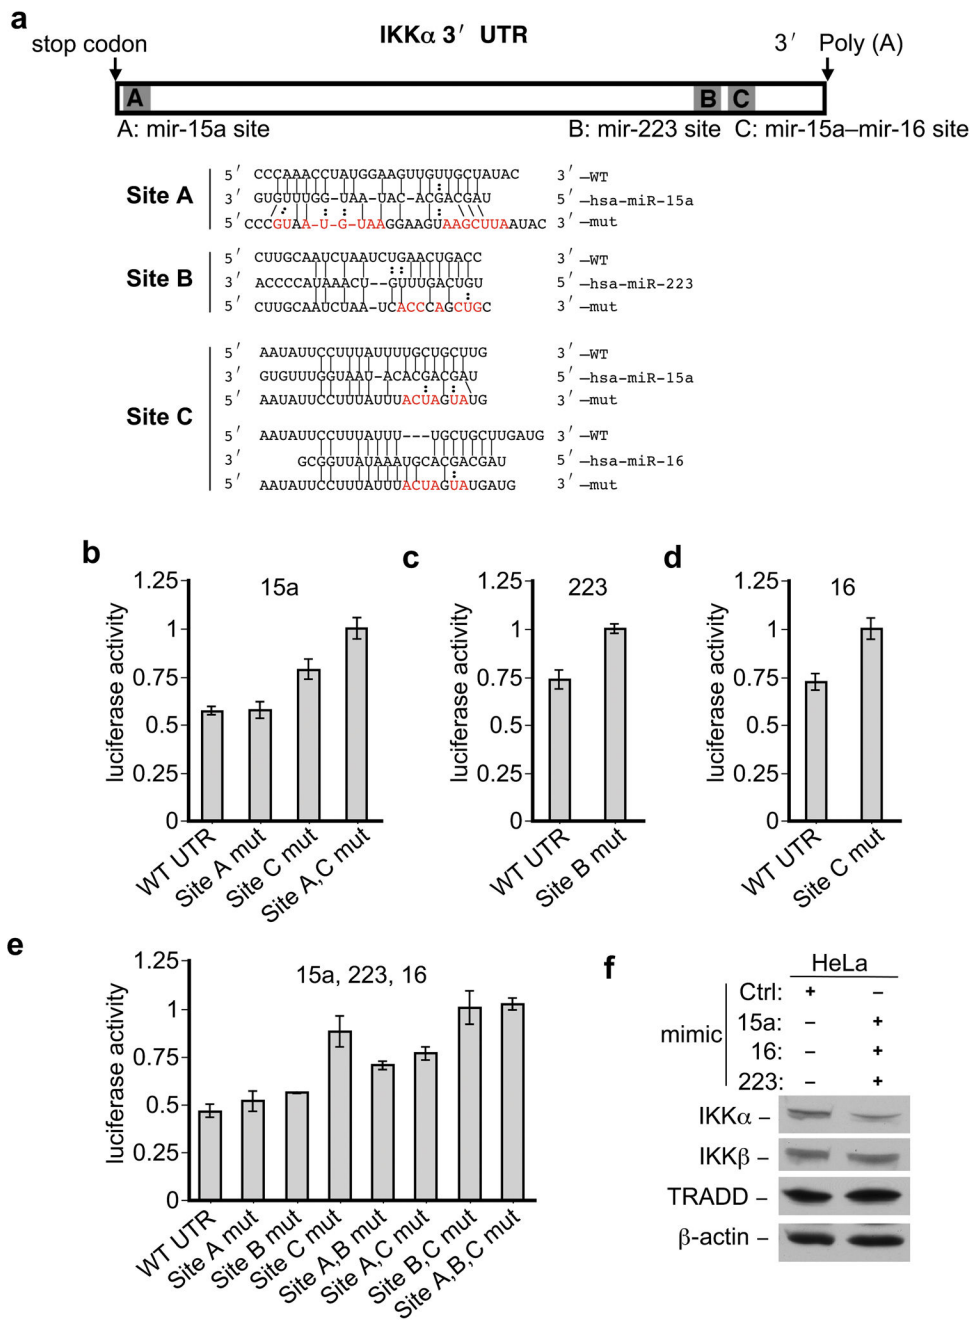 a
IKKα 3′ UTR
stop codon
3′ Poly (A)
A B C
A: mir-15a site
B: mir-223 site C: mir-15a–mir-16 site
Site A
5′ CCCAAACCUAUGGAAGUUGUUGCUAUAC 3′ –WT
3′ GUGUUUGG-UAA-UAC-ACGACGAU 5′ –hsa-miR-15a
5′ CCCGUAA-U-G-UAAGGAAGUAAGCUUAAUAC 3′ –mut
Site B
5′ CUUGCAAUCUAAUCUGAACUGACC 3′ –WT
3′ ACCCCAUAAACU--GUUUGACUGU 5′ –hsa-miR-223
5′ CUUGCAAUCUAA-UCACCCAGCUGC 3′ –mut
Site C
5′ AAUAUUCCUUUAUUUUGCUGCUUG 3′ –WT
3′ GUGUUUGGUAAU-ACACGACGAU 5′ –hsa-miR-15a
5′ AAUAUUCCUUUAUUUACUAGUAUG 3′ –mut
5′ AAUAUUCCUUUAUUU---UGCUGCUUGAUG 3′ –WT
3′ GCGGUUAUAAAUGCACGACGAU 5′ –hsa-miR-16
5′ AAUAUUCCUUUAUUUACUAGUAUGAUG 3′ –mut
b
15a
luciferase activity
1.25
1
0.75
0.5
0.25
0
WT UTR
Site A mut
Site C mut
Site A,C mut
c
223
luciferase activity
1.25
1
0.75
0.5
0.25
0
WT UTR
Site B mut
d
16
luciferase activity
1.25
1
0.75
0.5
0.25
0
WT UTR
Site C mut
e
15a, 223, 16
luciferase activity
1.25
1
0.75
0.5
0.25
0
WT UTR
Site A mut
Site B mut
Site C mut
Site A,B mut
Site A,C mut
Site B,C mut
Site A,B,C mut
f
HeLa
mimic
Ctrl: + –
15a: – +
16: – +
223: – +
IKKα –
IKKβ –
TRADD –
β-actin –